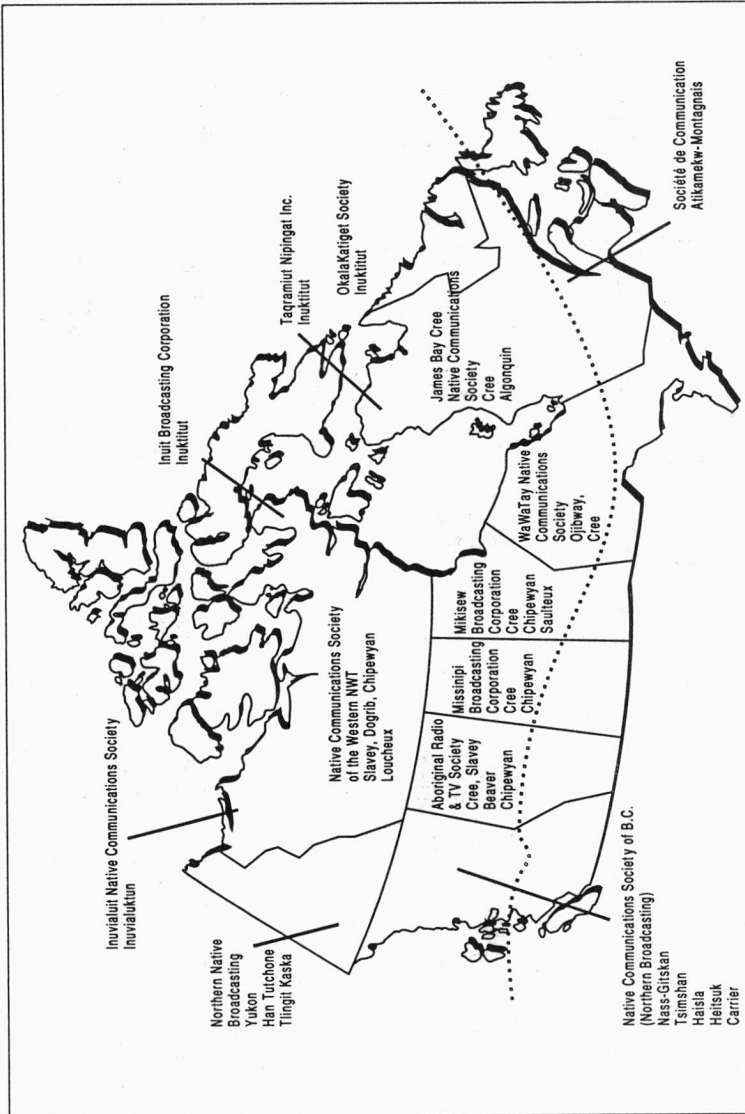 Inuvialuit Native Communications Society
Inuvialuktun
Northern Native
Broadcasting
Yukon
Han Tutchone
Tlingit Kaska
Native Communications Society
of the Western NWT
Slavey, Dogrib, Chipewyan
Loucheux
Inuit Broadcasting Corporation
Inuktitut
Taqramiut Nipingat Inc.
Inuktitut
OkalaKatiget Society
Inuktitut
James Bay Cree
Native Communications
Society
Cree
Algonquin
Aboriginal Radio
& TV Society
Cree, Slavey
Beaver
Chipewyan
Missinipi
Broadcasting
Corporation
Cree
Chipewyan
Mikisew
Broadcasting
Corporation
Cree
Chipewyan
Saulteux
WaWaTay Native
Communications
Society
Ojibway,
Cree
Native Communications Society of B.C.
(Northern Broadcasting)
Nass-Gitskan
Tsimshan
Haisla
Heitsuk
Carrier
Société de Communication
Atikamekw-Montagnais